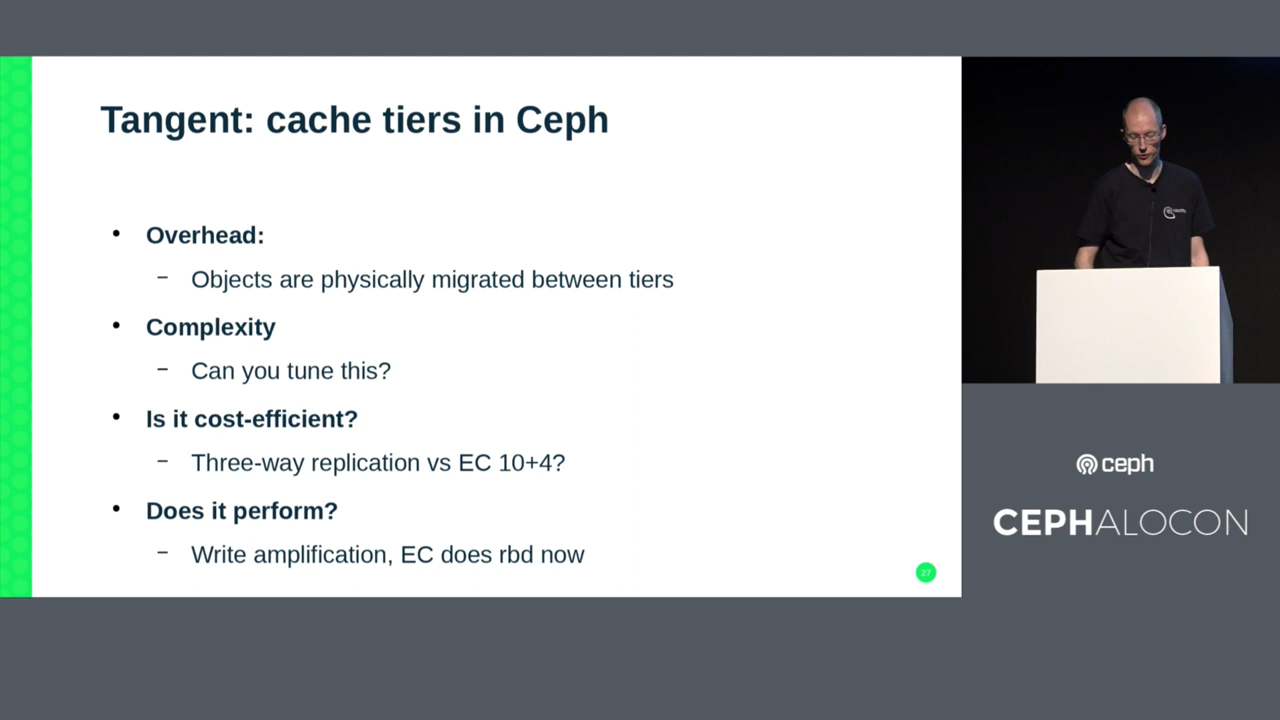 Tangent: cache tiers in Ceph
• Overhead:
– Objects are physically migrated between tiers
• Complexity
– Can you tune this?
• Is it cost-efficient?
– Three-way replication vs EC 10+4?
• Does it perform?
– Write amplification, EC does rbd now
27
ceph
CEPHALOCON